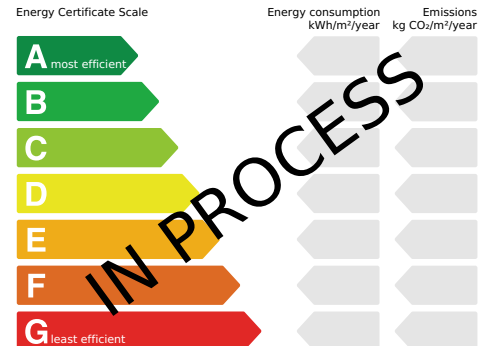 Energy Certificate Scale
Energy consumption
kWh/m²/year
Emissions
kg CO₂/m²/year
A most efficient
B
C
D
E
F
G least efficient
IN PROCESS